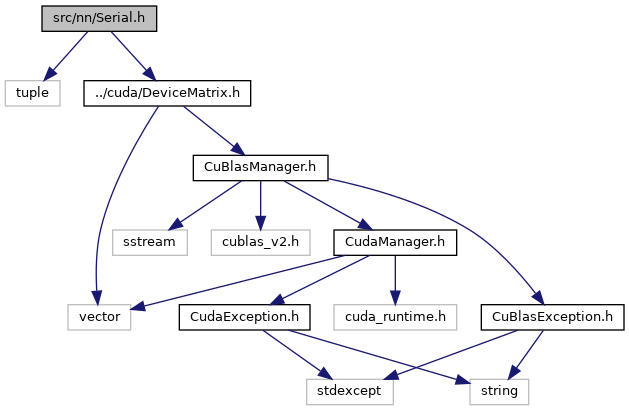 src/nn/Serial.h
tuple
../cuda/DeviceMatrix.h
CuBlasManager.h
sstream
cublas_v2.h
CudaManager.h
vector
CudaException.h
cuda_runtime.h
CuBlasException.h
stdexcept
string